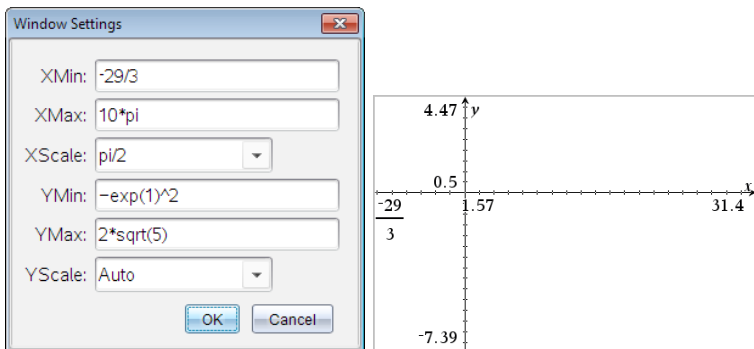 Window Settings
XMin: -29/3
XMax: 10*pi
XScale: pi/2
YMin: −exp(1)^2
YMax: 2*sqrt(5)
YScale: Auto
OK Cancel
4.47 y
0.5 x
-29
3
1.57 31.4
-7.39